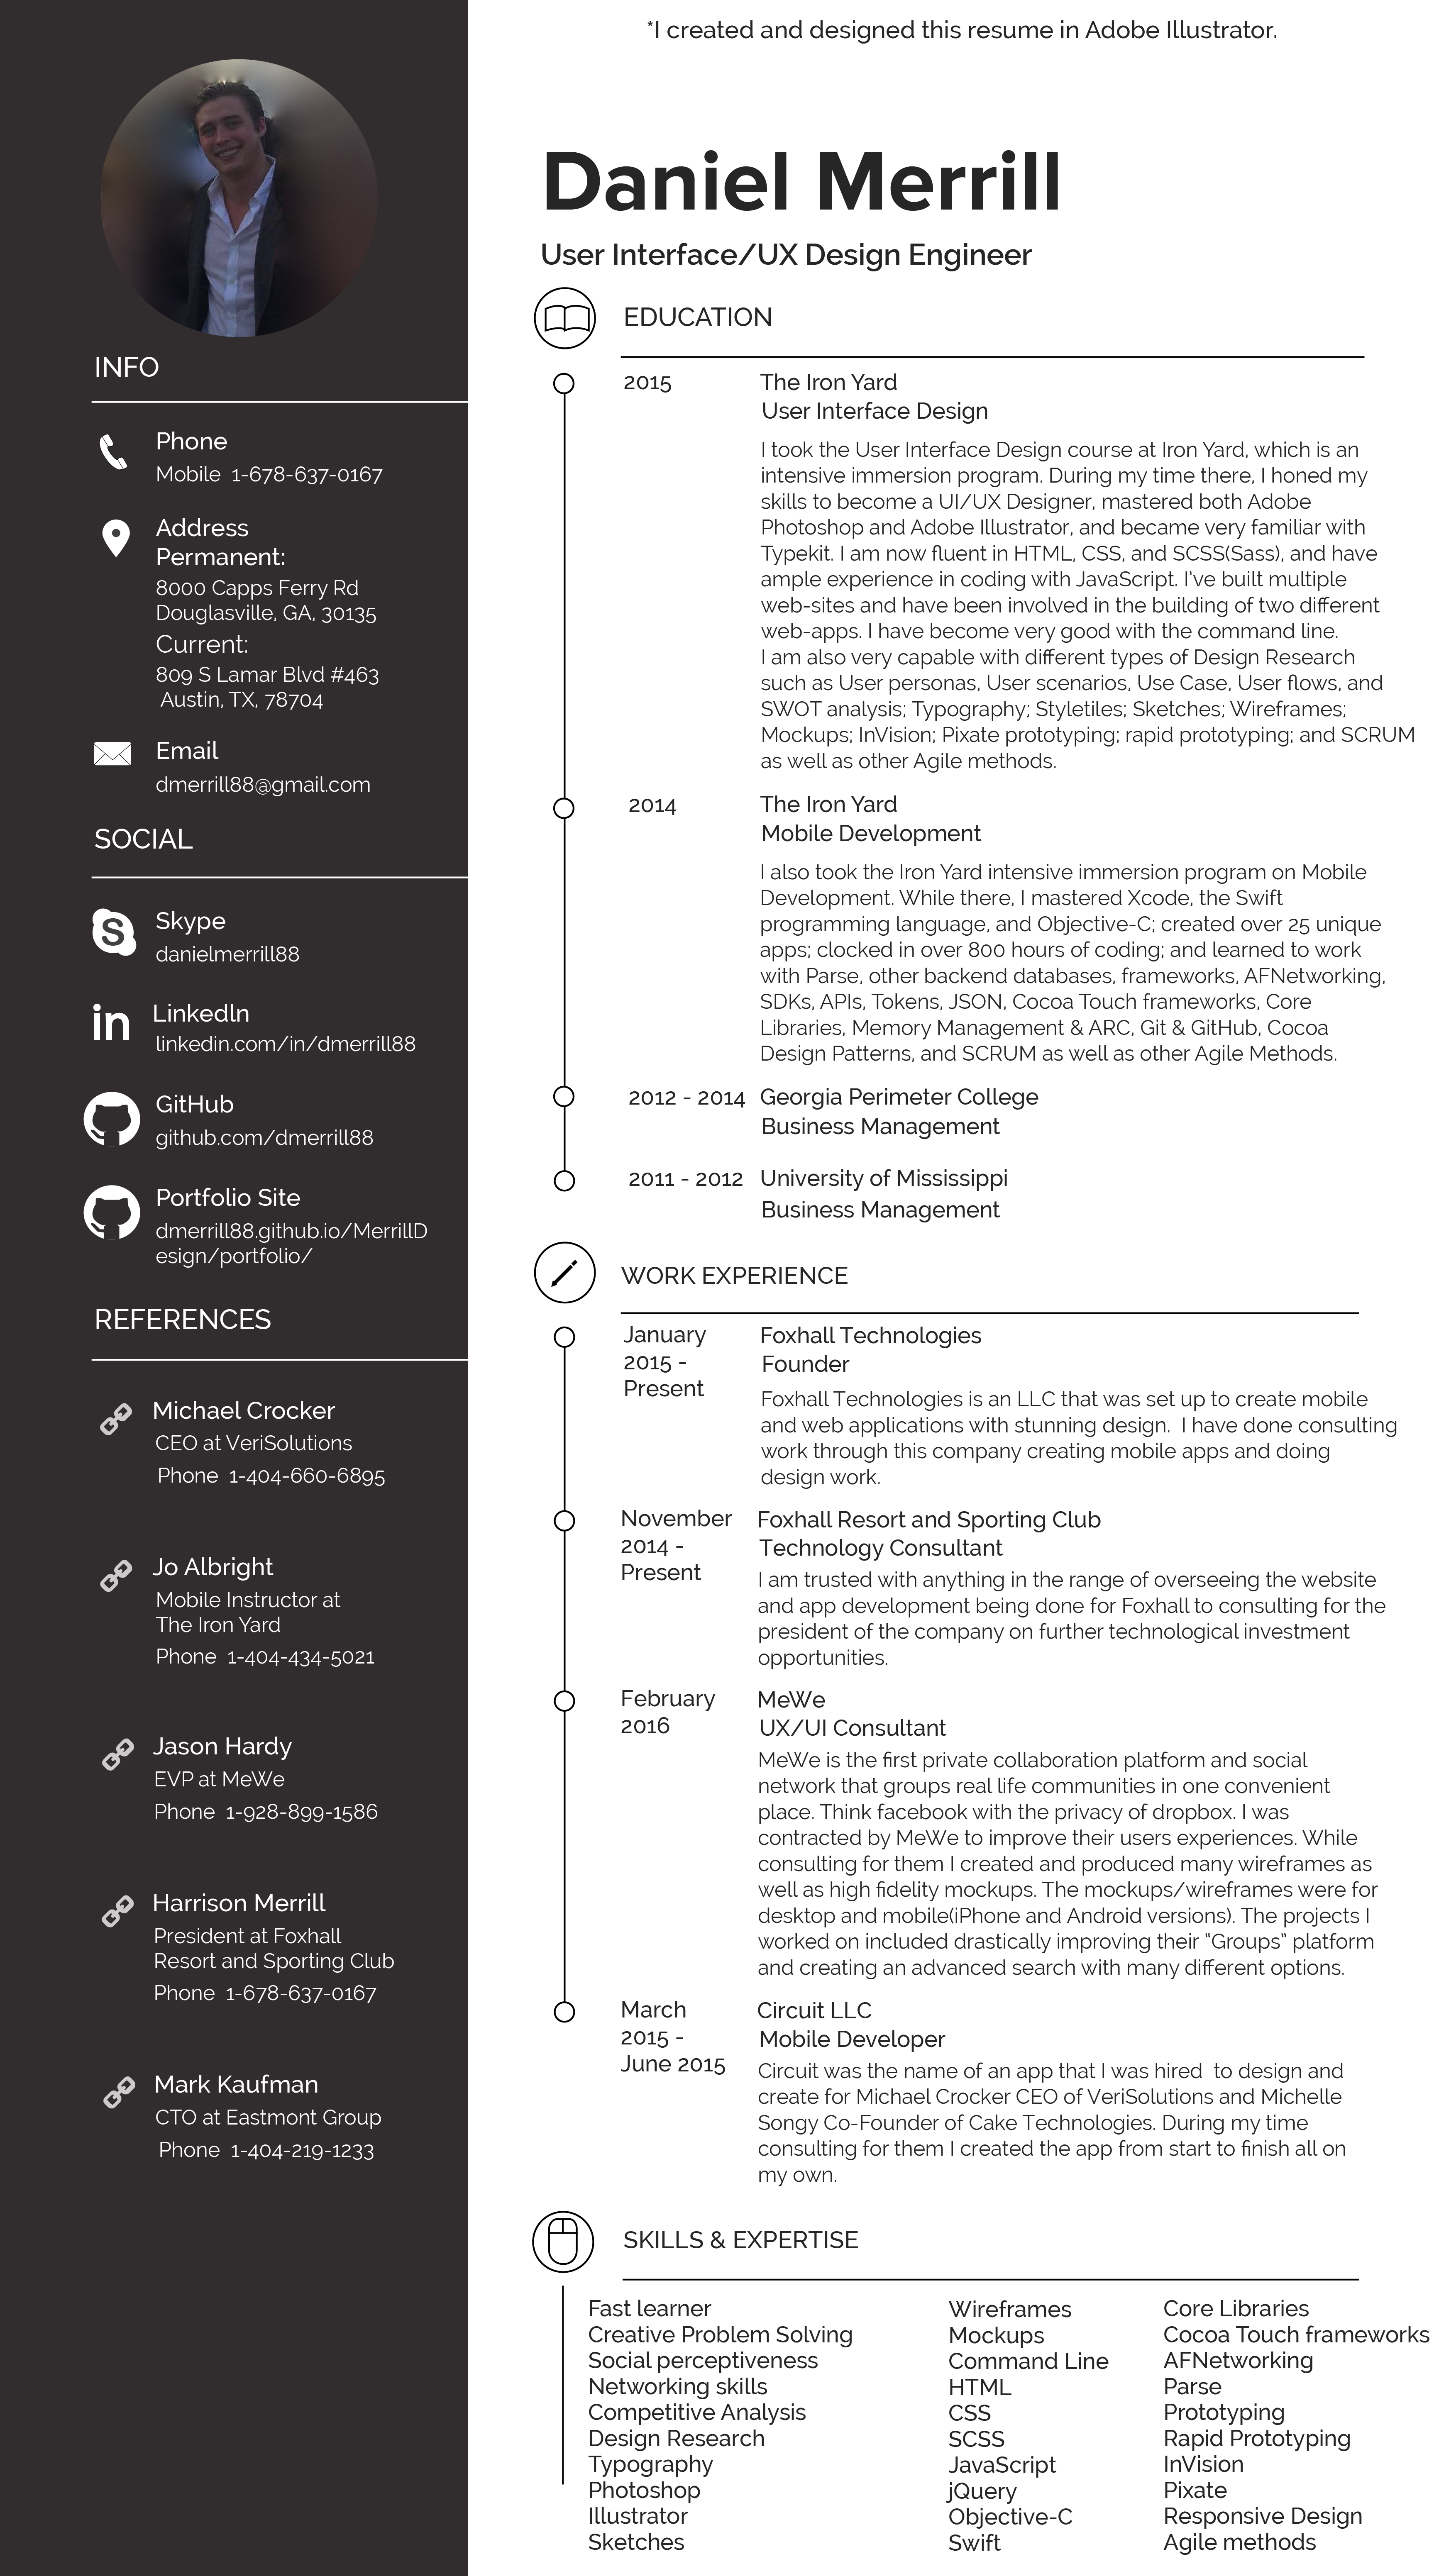 *I created and designed this resume in Adobe Illustrator.
Daniel Merrill
User Interface/UX Design Engineer
INFO
Phone
Mobile 1-678-637-0167
Address
Permanent:
8000 Capps Ferry Rd
Douglasville, GA, 30135
Current:
809 S Lamar Blvd #463
Austin, TX, 78704
Email
dmerrill88@gmail.com
SOCIAL
Skype
danielmerrill88
LinkedIn
linkedin.com/in/dmerrill88
GitHub
github.com/dmerrill88
Portfolio Site
dmerrill88.github.io/MerrillD
esign/portfolio/
REFERENCES
Michael Crocker
CEO at VeriSolutions
Phone 1-404-660-6895
Jo Albright
Mobile Instructor at
The Iron Yard
Phone 1-404-434-5021
Jason Hardy
EVP at MeWe
Phone 1-928-899-1586
Harrison Merrill
President at Foxhall
Resort and Sporting Club
Phone 1-678-637-0167
Mark Kaufman
CTO at Eastmont Group
Phone 1-404-219-1233
EDUCATION
2015
The Iron Yard
User Interface Design
I took the User Interface Design course at Iron Yard, which is an
intensive immersion program. During my time there, I honed my
skills to become a UI/UX Designer, mastered both Adobe
Photoshop and Adobe Illustrator, and became very familiar with
Typekit. I am now fluent in HTML, CSS, and SCSS(Sass), and have
ample experience in coding with JavaScript. I've built multiple
web-sites and have been involved in the building of two different
web-apps. I have become very good with the command line.
I am also very capable with different types of Design Research
such as User personas, User scenarios, Use Case, User flows, and
SWOT analysis; Typography; Styletiles; Sketches; Wireframes;
Mockups; InVision; Pixate prototyping; rapid prototyping; and SCRUM
as well as other Agile methods.
2014
The Iron Yard
Mobile Development
I also took the Iron Yard intensive immersion program on Mobile
Development. While there, I mastered Xcode, the Swift
programming language, and Objective-C; created over 25 unique
apps; clocked in over 800 hours of coding; and learned to work
with Parse, other backend databases, frameworks, AFNetworking,
SDKs, APIs, Tokens, JSON, Cocoa Touch frameworks, Core
Libraries, Memory Management & ARC, Git & GitHub, Cocoa
Design Patterns, and SCRUM as well as other Agile Methods.
2012 - 2014 Georgia Perimeter College
Business Management
2011 - 2012 University of Mississippi
Business Management
WORK EXPERIENCE
January
2015 -
Present
Foxhall Technologies
Founder
Foxhall Technologies is an LLC that was set up to create mobile
and web applications with stunning design. I have done consulting
work through this company creating mobile apps and doing
design work.
November
2014 -
Present
Foxhall Resort and Sporting Club
Technology Consultant
I am trusted with anything in the range of overseeing the website
and app development being done for Foxhall to consulting for the
president of the company on further technological investment
opportunities.
February
2016
MeWe
UX/UI Consultant
MeWe is the first private collaboration platform and social
network that groups real life communities in one convenient
place. Think facebook with the privacy of dropbox. I was
contracted by MeWe to improve their users experiences. While
consulting for them I created and produced many wireframes as
well as high fidelity mockups. The mockups/wireframes were for
desktop and mobile(iPhone and Android versions). The projects I
worked on included drastically improving their “Groups” platform
and creating an advanced search with many different options.
March
2015 -
June 2015
Circuit LLC
Mobile Developer
Circuit was the name of an app that I was hired to design and
create for Michael Crocker CEO of VeriSolutions and Michelle
Songy Co-Founder of Cake Technologies. During my time
consulting for them I created the app from start to finish all on
my own.
SKILLS & EXPERTISE
Fast learner
Creative Problem Solving
Social perceptiveness
Networking skills
Competitive Analysis
Design Research
Typography
Photoshop
Illustrator
Sketches
Wireframes
Mockups
Command Line
HTML
CSS
SCSS
JavaScript
jQuery
Objective-C
Swift
Core Libraries
Cocoa Touch frameworks
AFNetworking
Parse
Prototyping
Rapid Prototyping
InVision
Pixate
Responsive Design
Agile methods